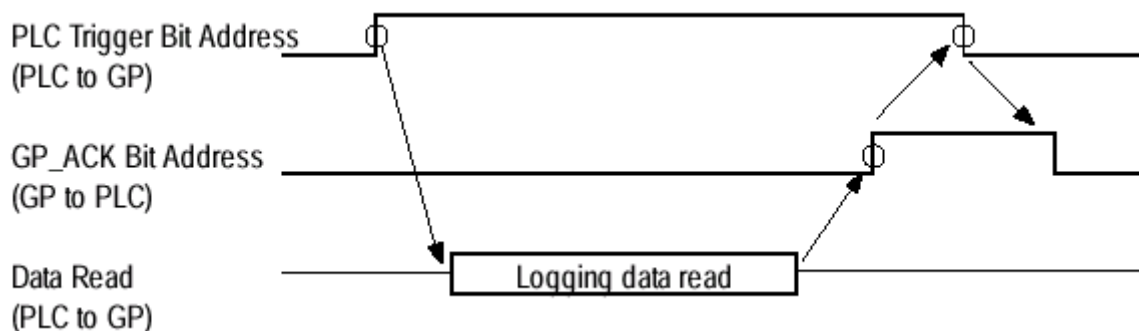 PLC Trigger Bit Address
(PLC to GP)
GP_ACK Bit Address
(GP to PLC)
Data Read
(PLC to GP)
Logging data read